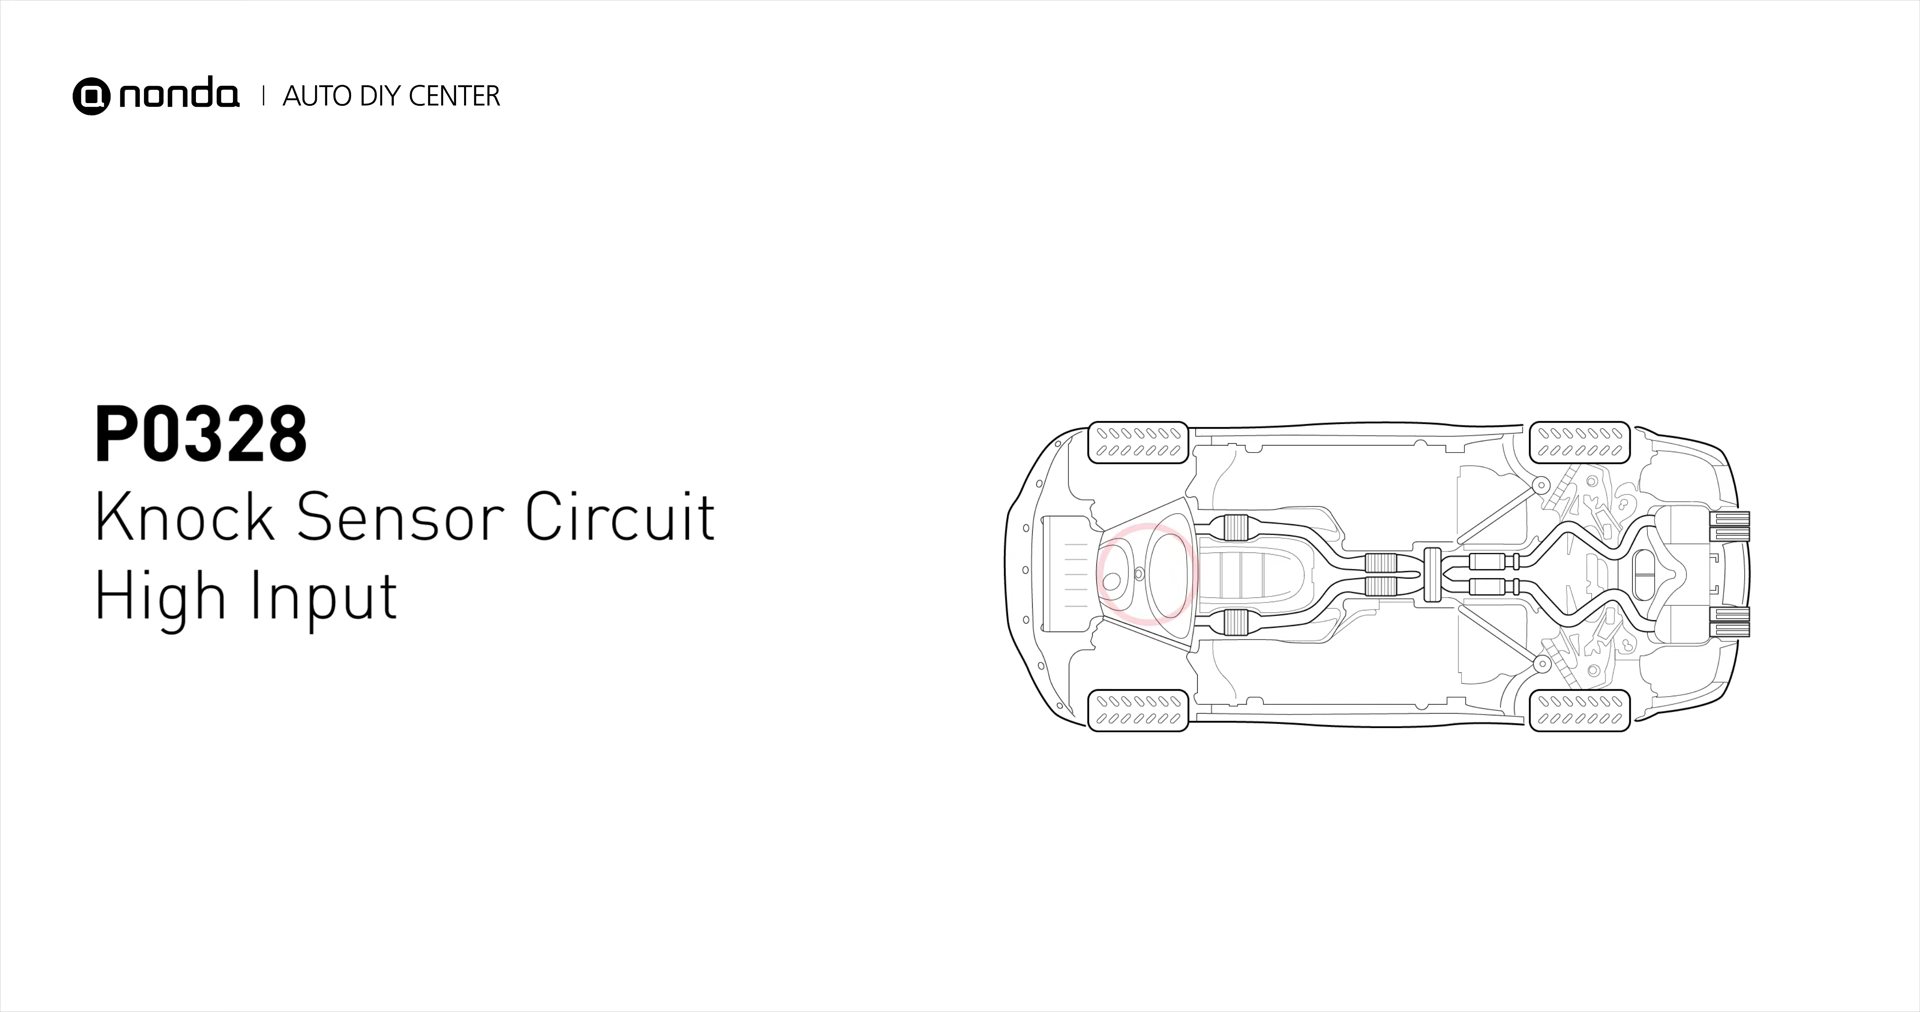 nonda | AUTO DIY CENTER
P0328
Knock Sensor Circuit
High Input